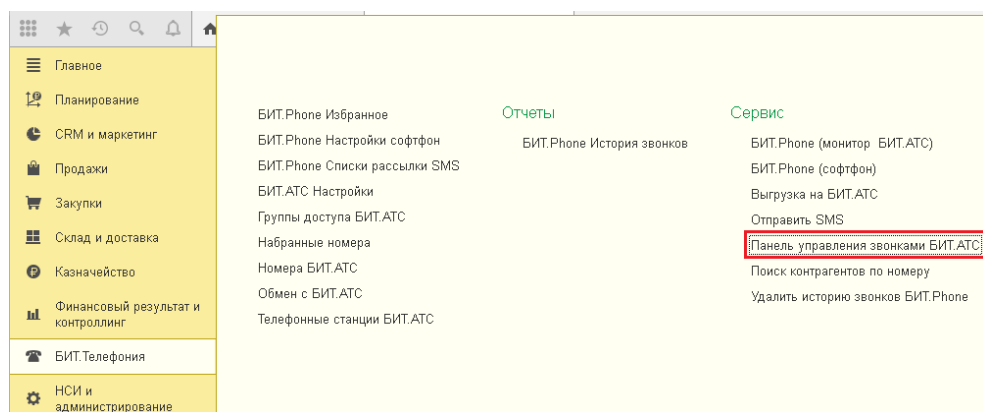 Главное
Планирование
CRM и маркетинг
Продажи
Закупки
Склад и доставка
Казначейство
Финансовый результат и
контроллинг
БИТ.Телефония
НСИ и
администрирование
БИТ.Phone Избранное
БИТ.Phone Настройки софтфон
БИТ.Phone Списки рассылки SMS
БИТ.АТС Настройки
Группы доступа БИТ.АТС
Набранные номера
Номера БИТ.АТС
Обмен с БИТ.АТС
Телефонные станции БИТ.АТС
Отчеты
БИТ.Phone История звонков
Сервис
БИТ.Phone (монитор БИТ.АТС)
БИТ.Phone (софтфон)
Выгрузка на БИТ.АТС
Отправить SMS
Панель управления звонками БИТ.АТС
Поиск контрагентов по номеру
Удалить историю звонков БИТ.Phone